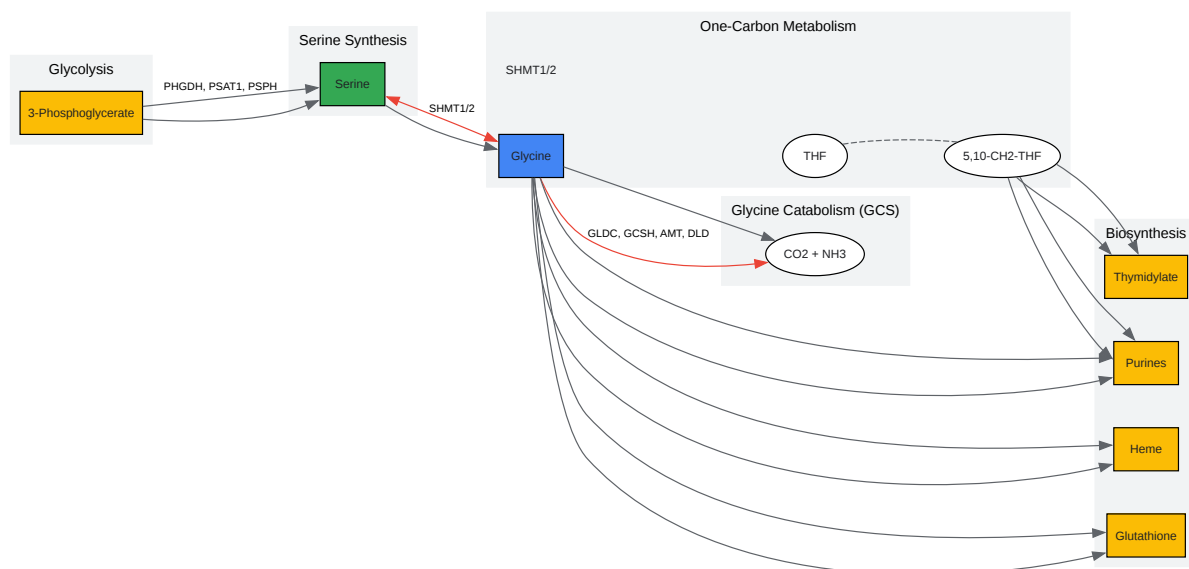 One-Carbon Metabolism
Serine Synthesis
Glycolysis
SHMT1/2
PHGDH, PSAT1, PSPH
Serine
3-Phosphoglycerate
SHMT1/2
Glycine
THF
5,10-CH2-THF
Glycine Catabolism (GCS)
GLDC, GCSH, AMT, DLD
CO2 + NH3
Biosynthesis
Thymidylate
Purines
Heme
Glutathione